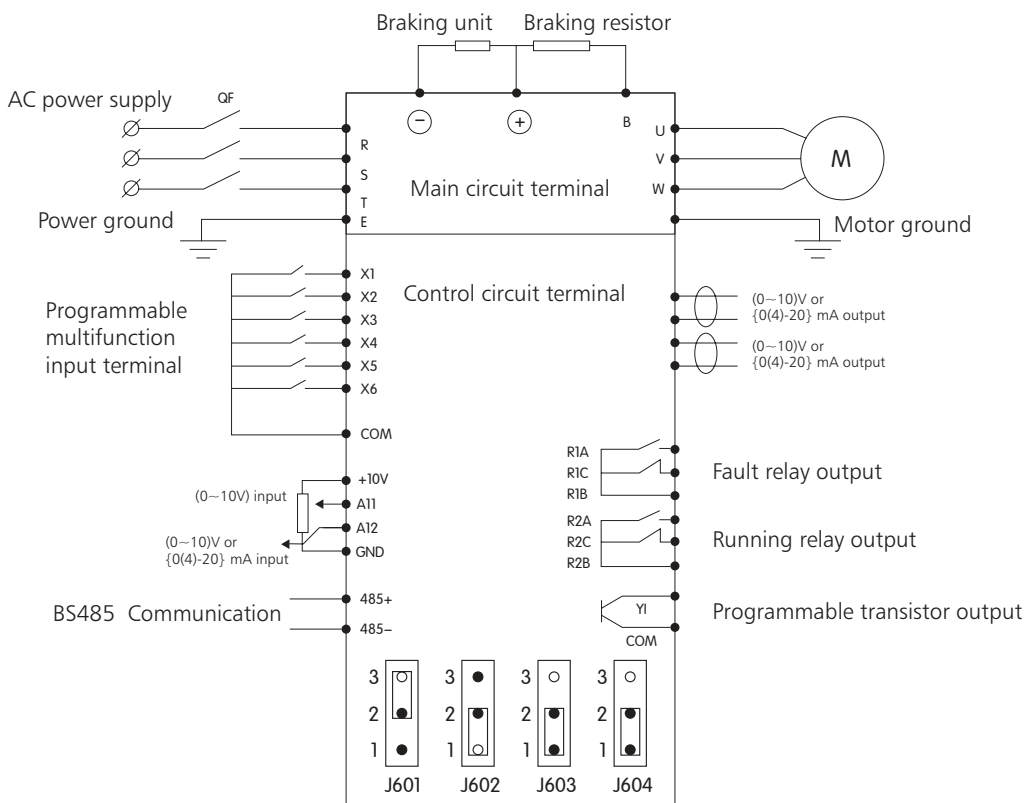 Braking unit
Braking resistor
AC power supply
QF
−
+
B
R
S
T
E
U
V
W
M
Main circuit terminal
Power ground
Motor ground
Control circuit terminal
Programmable
multifunction
input terminal
X1
X2
X3
X4
X5
X6
COM
(0~10)V or
{0(4)-20} mA output
(0~10)V or
{0(4)-20} mA output
+10V
A11
A12
GND
(0~10V) input
(0~10)V or
{0(4)-20} mA input
R1A
R1C
R1B
Fault relay output
R2A
R2C
R2B
Running relay output
BS485 Communication
485+
485−
YI
COM
Programmable transistor output
3
2
1
J601
3
2
1
J602
3
2
1
J603
3
2
1
J604